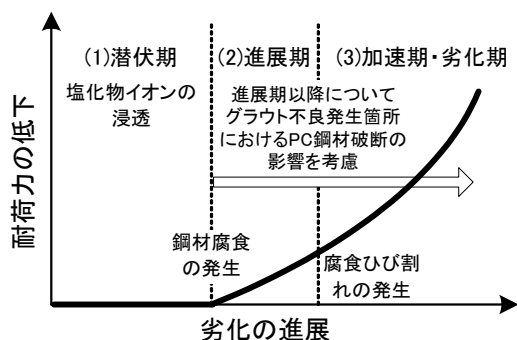 (1)潜伏期
(2)進展期
(3)加速期・劣化期
塩化物イオンの
浸透
進展期以降について
グラウト不良発生箇所
におけるPC鋼材破断の
影響を考慮
耐荷力の低下
鋼材腐食
の発生
腐食ひび割
れの発生
劣化の進展